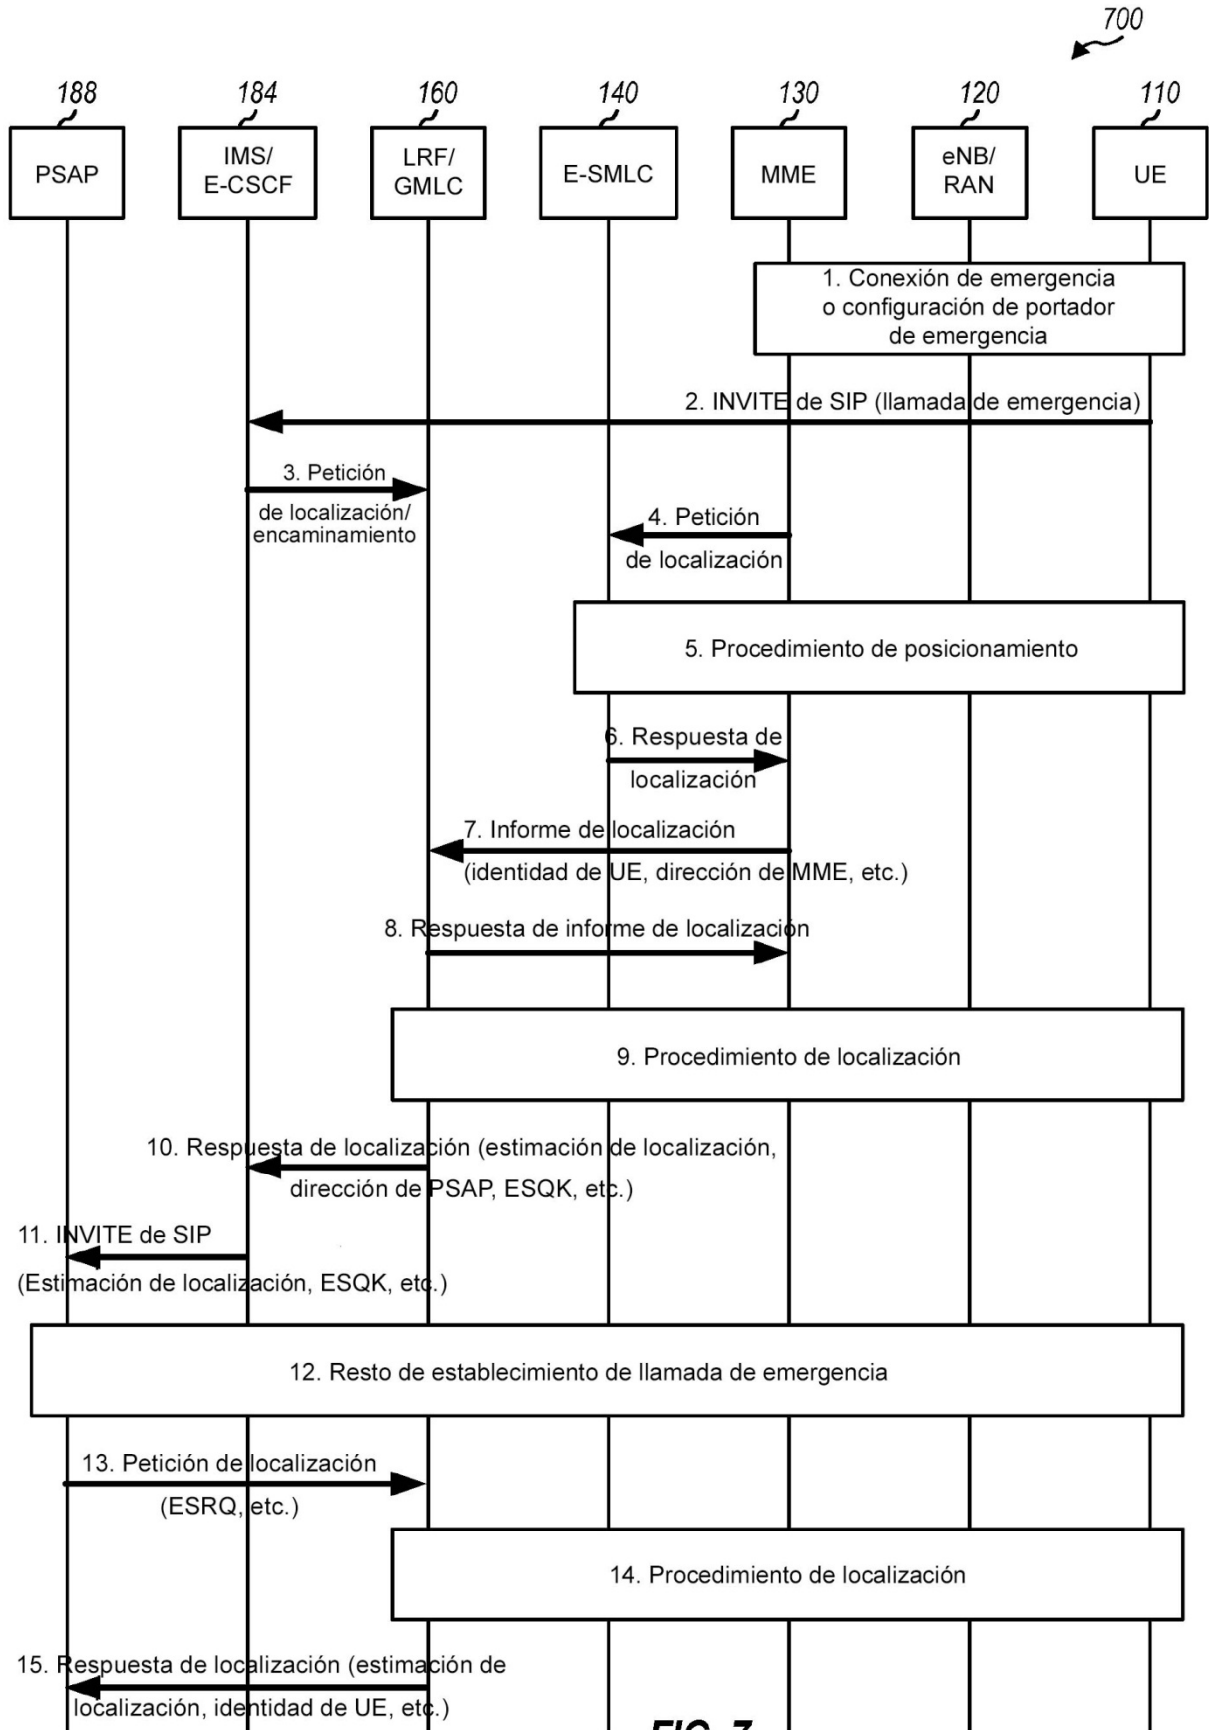 700
188 184 160 140 130 120 110
PSAP
IMS/
E-CSCF
LRF/
GMLC
E-SMLC
MME
eNB/
RAN
UE
1. Conexión de emergencia
o configuración de portador
de emergencia
2. INVITE de SIP (llamada de emergencia)
3. Petición
de localización/
encaminamiento
4. Petición
de localización
5. Procedimiento de posicionamiento
6. Respuesta de
localización
7. Informe de localización
(identidad de UE, dirección de MME, etc.)
8. Respuesta de informe de localización
9. Procedimiento de localización
10. Respuesta de localización (estimación de localización,
dirección de PSAP, ESQK, etc.)
11. INVITE de SIP
(Estimación de localización, ESQK, etc.)
12. Resto de establecimiento de llamada de emergencia
13. Petición de localización
(ESRQ, etc.)
14. Procedimiento de localización
15. Respuesta de localización (estimación de
localización, identidad de UE, etc.)
FIG.